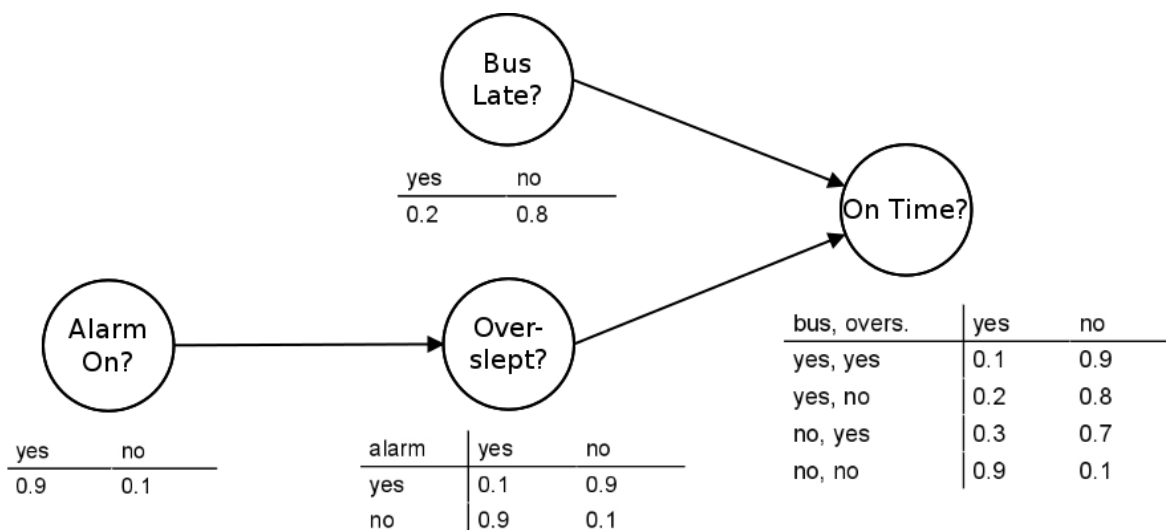 Bus
Late?
yes no
0.2 0.8
On Time?
Alarm
On?
Over-
slept?
yes no
0.9 0.1
alarm yes no
yes 0.1 0.9
no 0.9 0.1
bus, overs. yes no
yes, yes 0.1 0.9
yes, no 0.2 0.8
no, yes 0.3 0.7
no, no 0.9 0.1